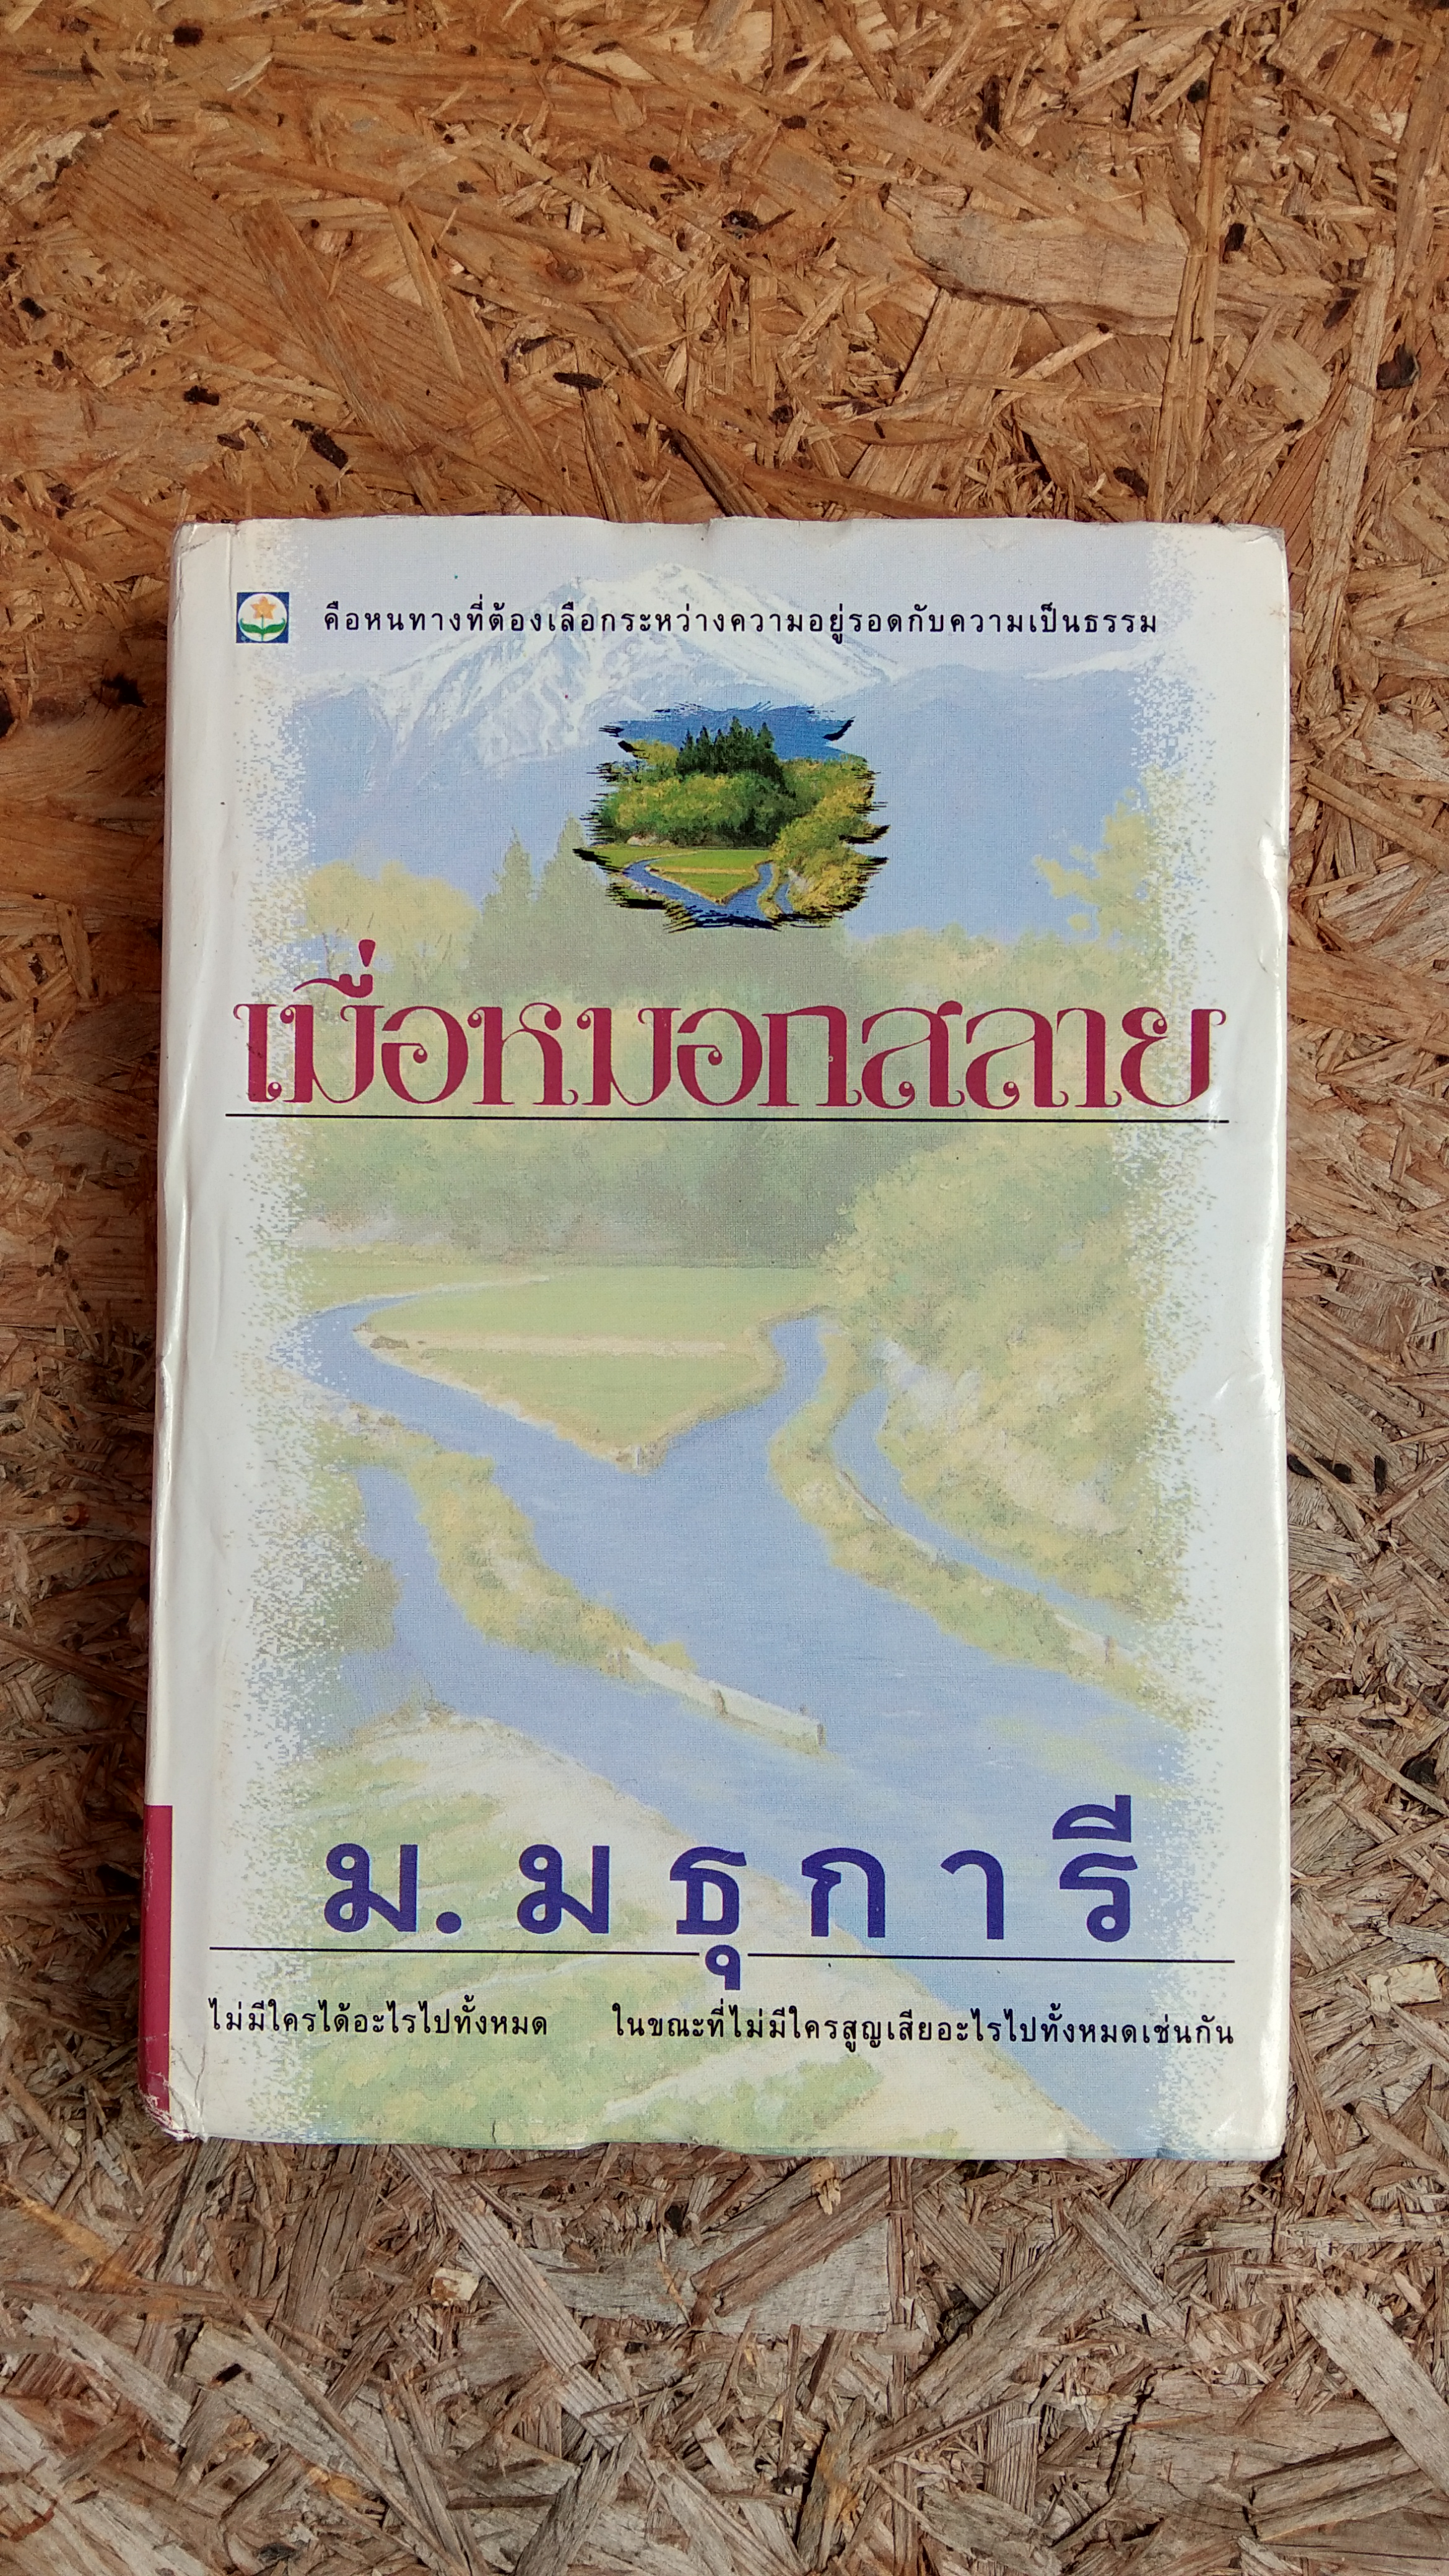 คือหนทางที่ต้องเลือกระหว่างความอยู่รอดกับความเป็นธรรม
เมื่อหมอกสลาย
ม. มธุการี
ไม่มีใครได้อะไรไปทั้งหมด ในขณะที่ไม่มีใครสูญเสียอะไรไปทั้งหมดเช่นกัน